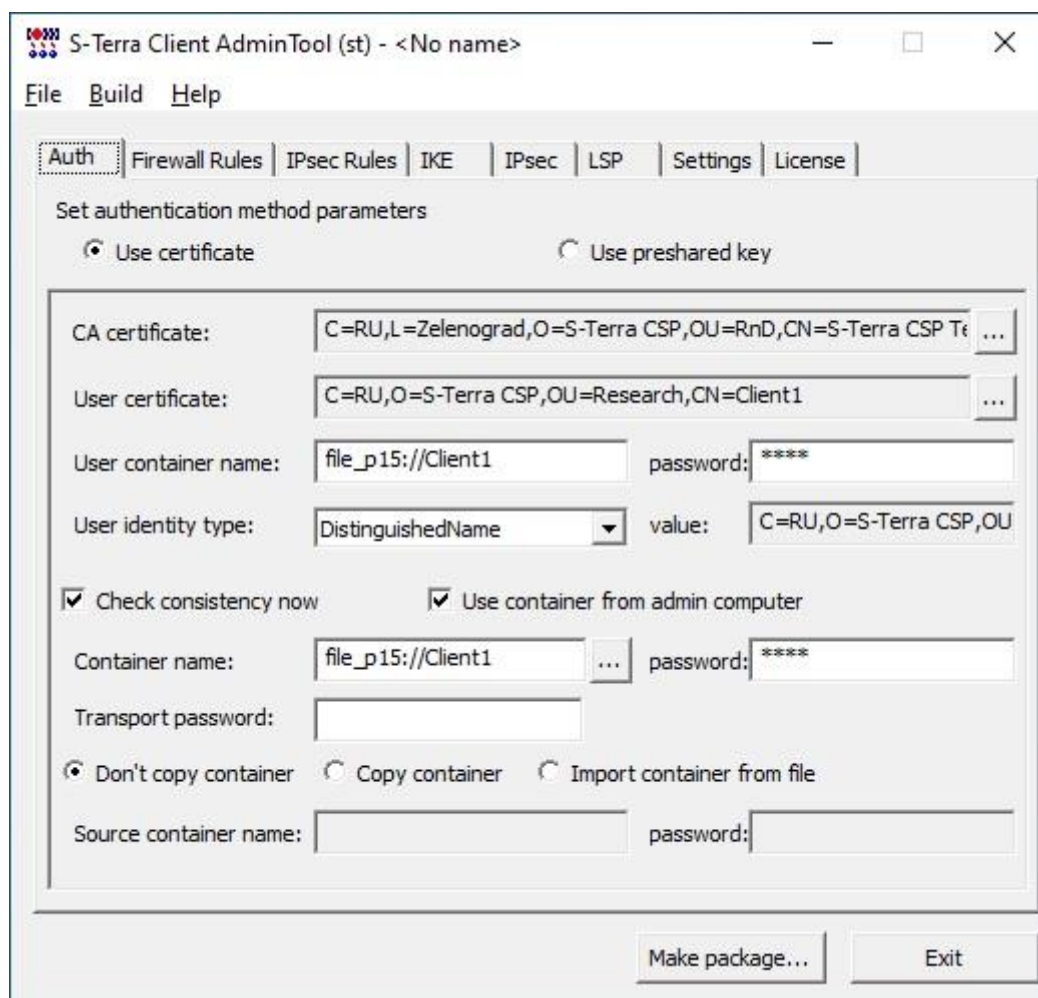 S-Terra Client AdminTool (st) - <No name>
File Build Help
Auth Firewall Rules IPsec Rules IKE IPsec LSP Settings License
Set authentication method parameters
Use certificate Use preshared key
CA certificate: C=RU,L=Zelenograd,O=S-Terra CSP,OU=RnD,CN=S-Terra CSP Te ...
User certificate: C=RU,O=S-Terra CSP,OU=Research,CN=Client1 ...
User container name: file_p15://Client1 password: ****
User identity type: DistinguishedName value: C=RU,O=S-Terra CSP,OU
Check consistency now Use container from admin computer
Container name: file_p15://Client1 ... password: ****
Transport password:
Don't copy container Copy container Import container from file
Source container name: password:
Make package... Exit